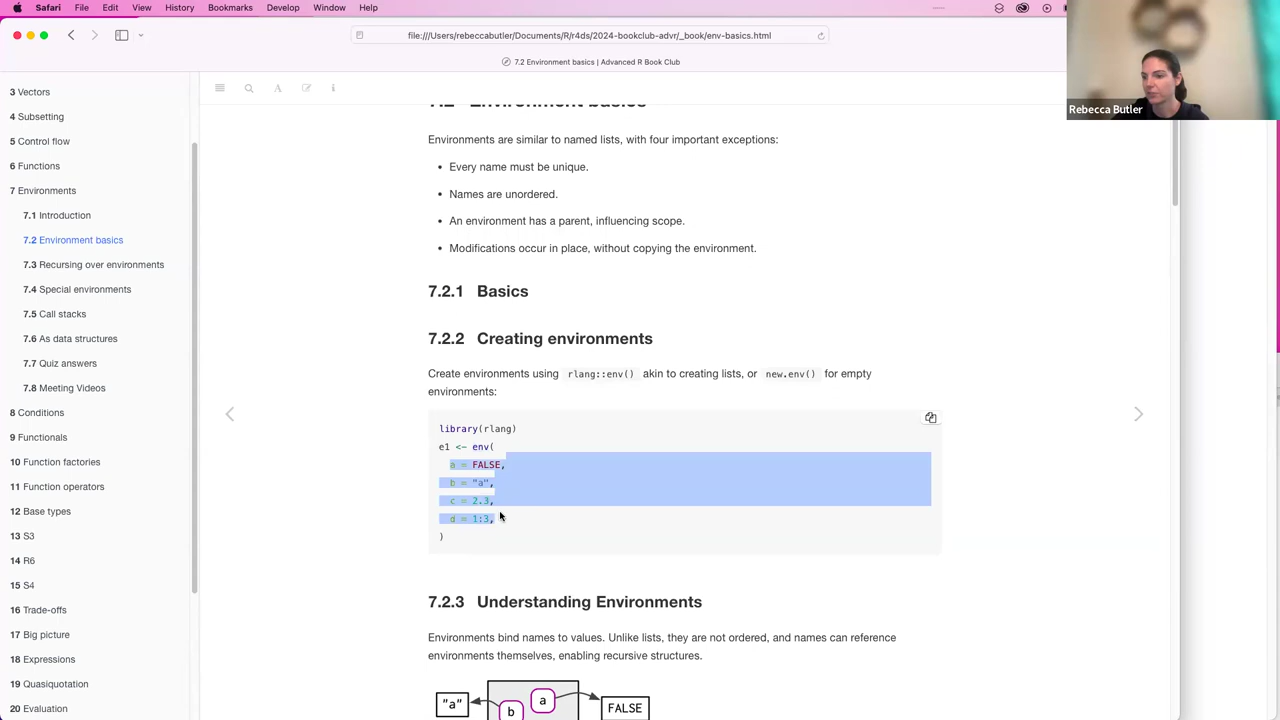 Safari File Edit View History Bookmarks Develop Window Help
file:///Users/rebeccabutler/Documents/R/r4ds/2024-bookclub-advr/_book/env-basics.html
7.2 Environment basics | Advanced R Book Club
Rebecca Butler
3 Vectors
4 Subsetting
5 Control flow
6 Functions
7 Environments
7.1 Introduction
7.2 Environment basics
7.3 Recursing over environments
7.4 Special environments
7.5 Call stacks
7.6 As data structures
7.7 Quiz answers
7.8 Meeting Videos
8 Conditions
9 Functionals
10 Function factories
11 Function operators
12 Base types
13 S3
14 R6
15 S4
16 Trade-offs
17 Big picture
18 Expressions
19 Quasiquotation
20 Evaluation
7.2 Environment basics
Environments are similar to named lists, with four important exceptions:
• Every name must be unique.
• Names are unordered.
• An environment has a parent, influencing scope.
• Modifications occur in place, without copying the environment.
7.2.1 Basics
7.2.2 Creating environments
Create environments using rlang::env() akin to creating lists, or new.env() for empty
environments:
library(rlang)
e1 <- env(
a = FALSE,
b = "a",
c = 2.3,
d = 1:3,
)
7.2.3 Understanding Environments
Environments bind names to values. Unlike lists, they are not ordered, and names can reference
environments themselves, enabling recursive structures.
"a" b a FALSE